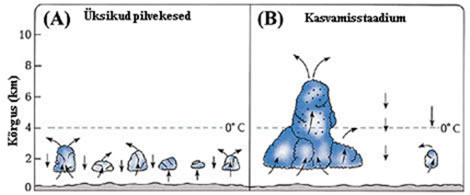 (A) Üksikud pilvekesed
(B) Kasvamisstaadium
Kõrgus (km)
10
8
6
4
2
0
0° C
0° C